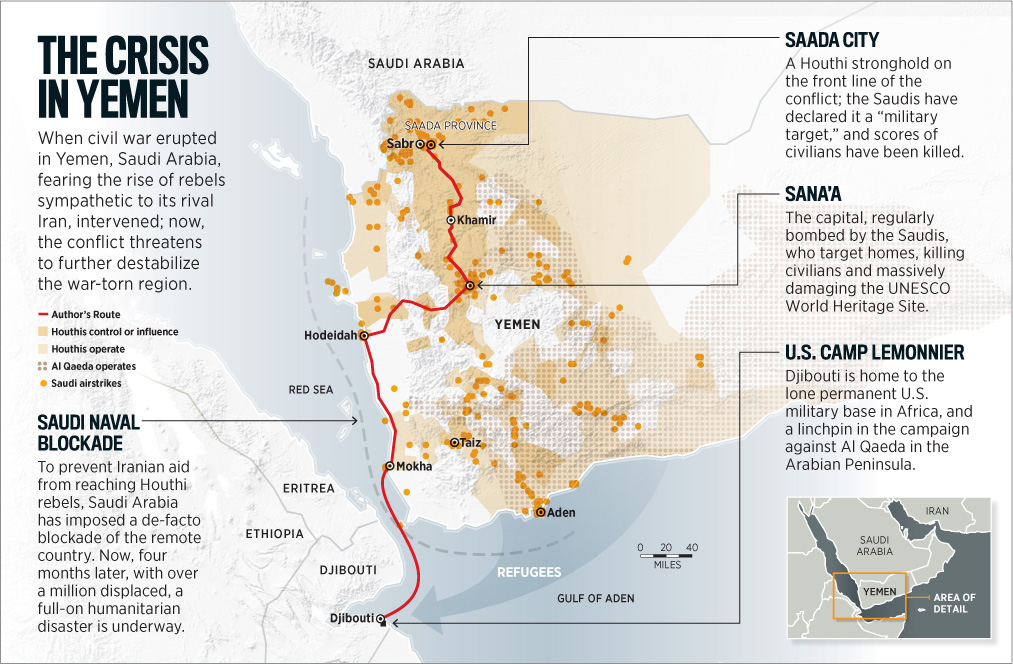 THE CRISIS
IN YEMEN
When civil war erupted
in Yemen, Saudi Arabia,
fearing the rise of rebels
sympathetic to its rival
Iran, intervened; now,
the conflict threatens
to further destabilize
the war-torn region.
Author's Route
Houthis control or influence
Houthis operate
Al Qaeda operates
Saudi airstrikes
SAUDI NAVAL
BLOCKADE
To prevent Iranian aid
from reaching Houthi
rebels, Saudi Arabia
has imposed a de-facto
blockade of the remote
country. Now, four
months later, with over
a million displaced, a
full-on humanitarian
disaster is underway.
SAUDI ARABIA
SAADA PROVINCE
Sabr
Khamir
YEMEN
Hodeidah
RED SEA
Taiz
Mokha
ERITREA
Aden
ETHIOPIA
DJIBOUTI
REFUGEES
0 20 40
MILES
GULF OF ADEN
Djibouti
SAADA CITY
A Houthi stronghold on
the front line of the
conflict; the Saudis have
declared it a “military
target,” and scores of
civilians have been killed.
SANA'A
The capital, regularly
bombed by the Saudis,
who target homes, killing
civilians and massively
damaging the UNESCO
World Heritage Site.
U.S. CAMP LEMONNIER
Djibouti is home to the
lone permanent U.S.
military base in Africa, and
a linchpin in the campaign
against Al Qaeda in the
Arabian Peninsula.
IRAN
SAUDI
ARABIA
YEMEN
AREA OF
DETAIL